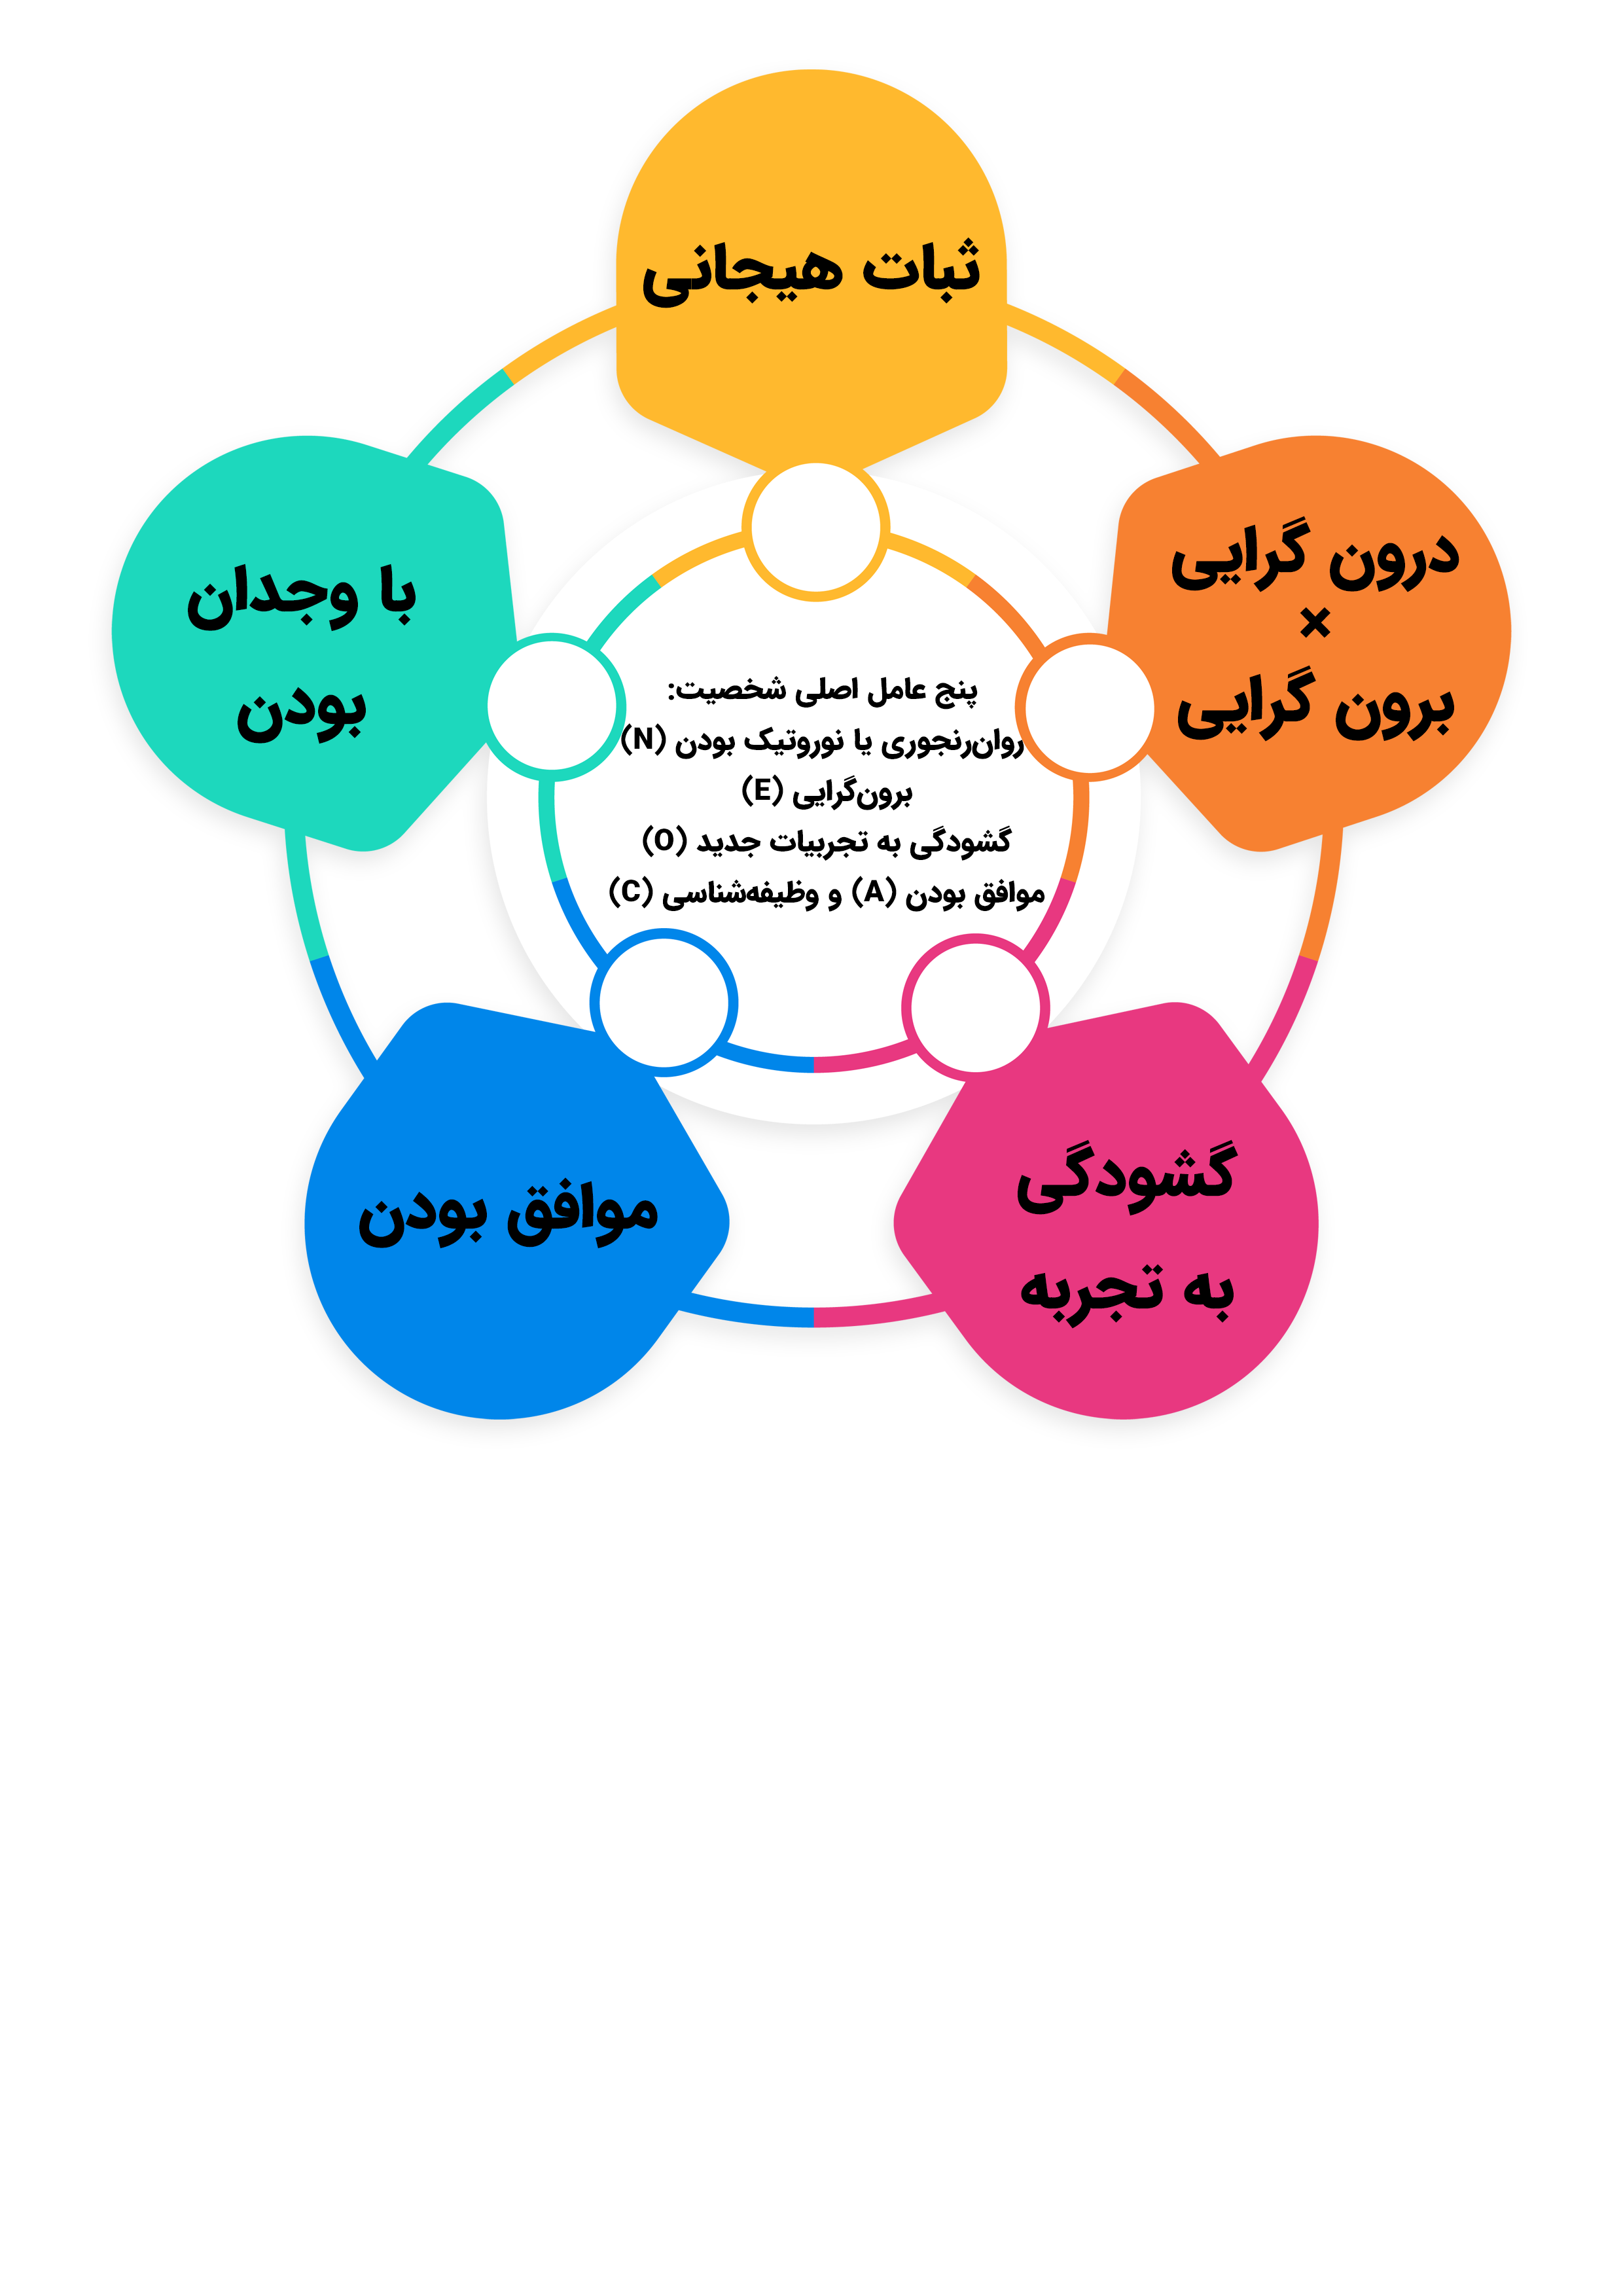 ثبات هیجانی
درون گرایی
×
برون گرایی
با وجدان
بودن
پنج عامل اصلی شخصیت:
روان‌رنجوری یا نوروتیک بودن (N)
برون‌گرایی (E)
گشودگی به تجربیات جدید (O)
موافق بودن (A) و وظیفه‌شناسی (C)
گشودگی
به تجربه
موافق بودن